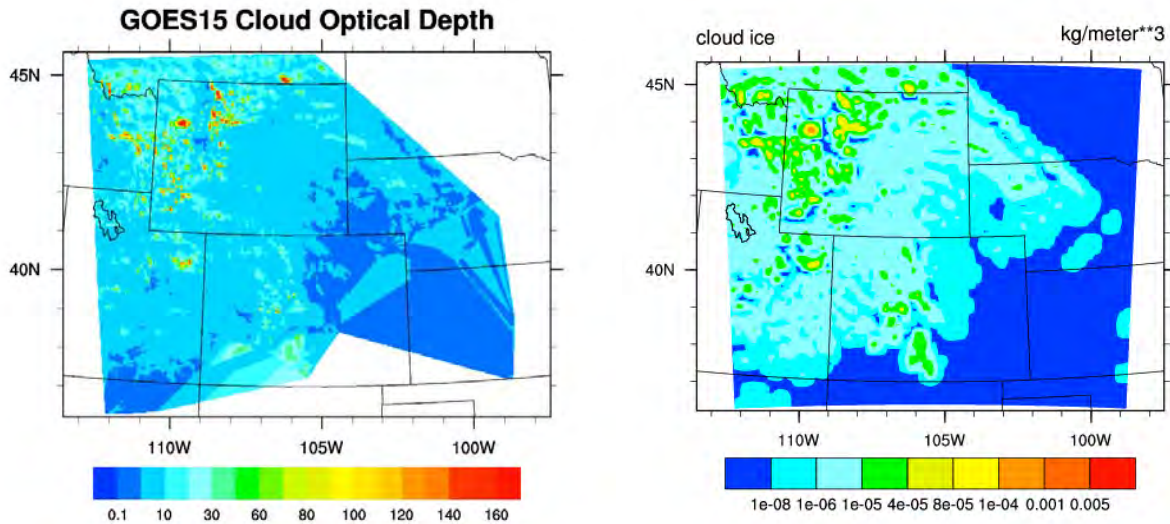 GOES15 Cloud Optical Depth
45N
40N
110W 105W 100W
0.1 10 30 60 80 100 120 140 160
cloud ice kg/meter**3
45N
40N
110W 105W 100W
1e-08 1e-06 1e-05 4e-05 8e-05 1e-04 0.001 0.005